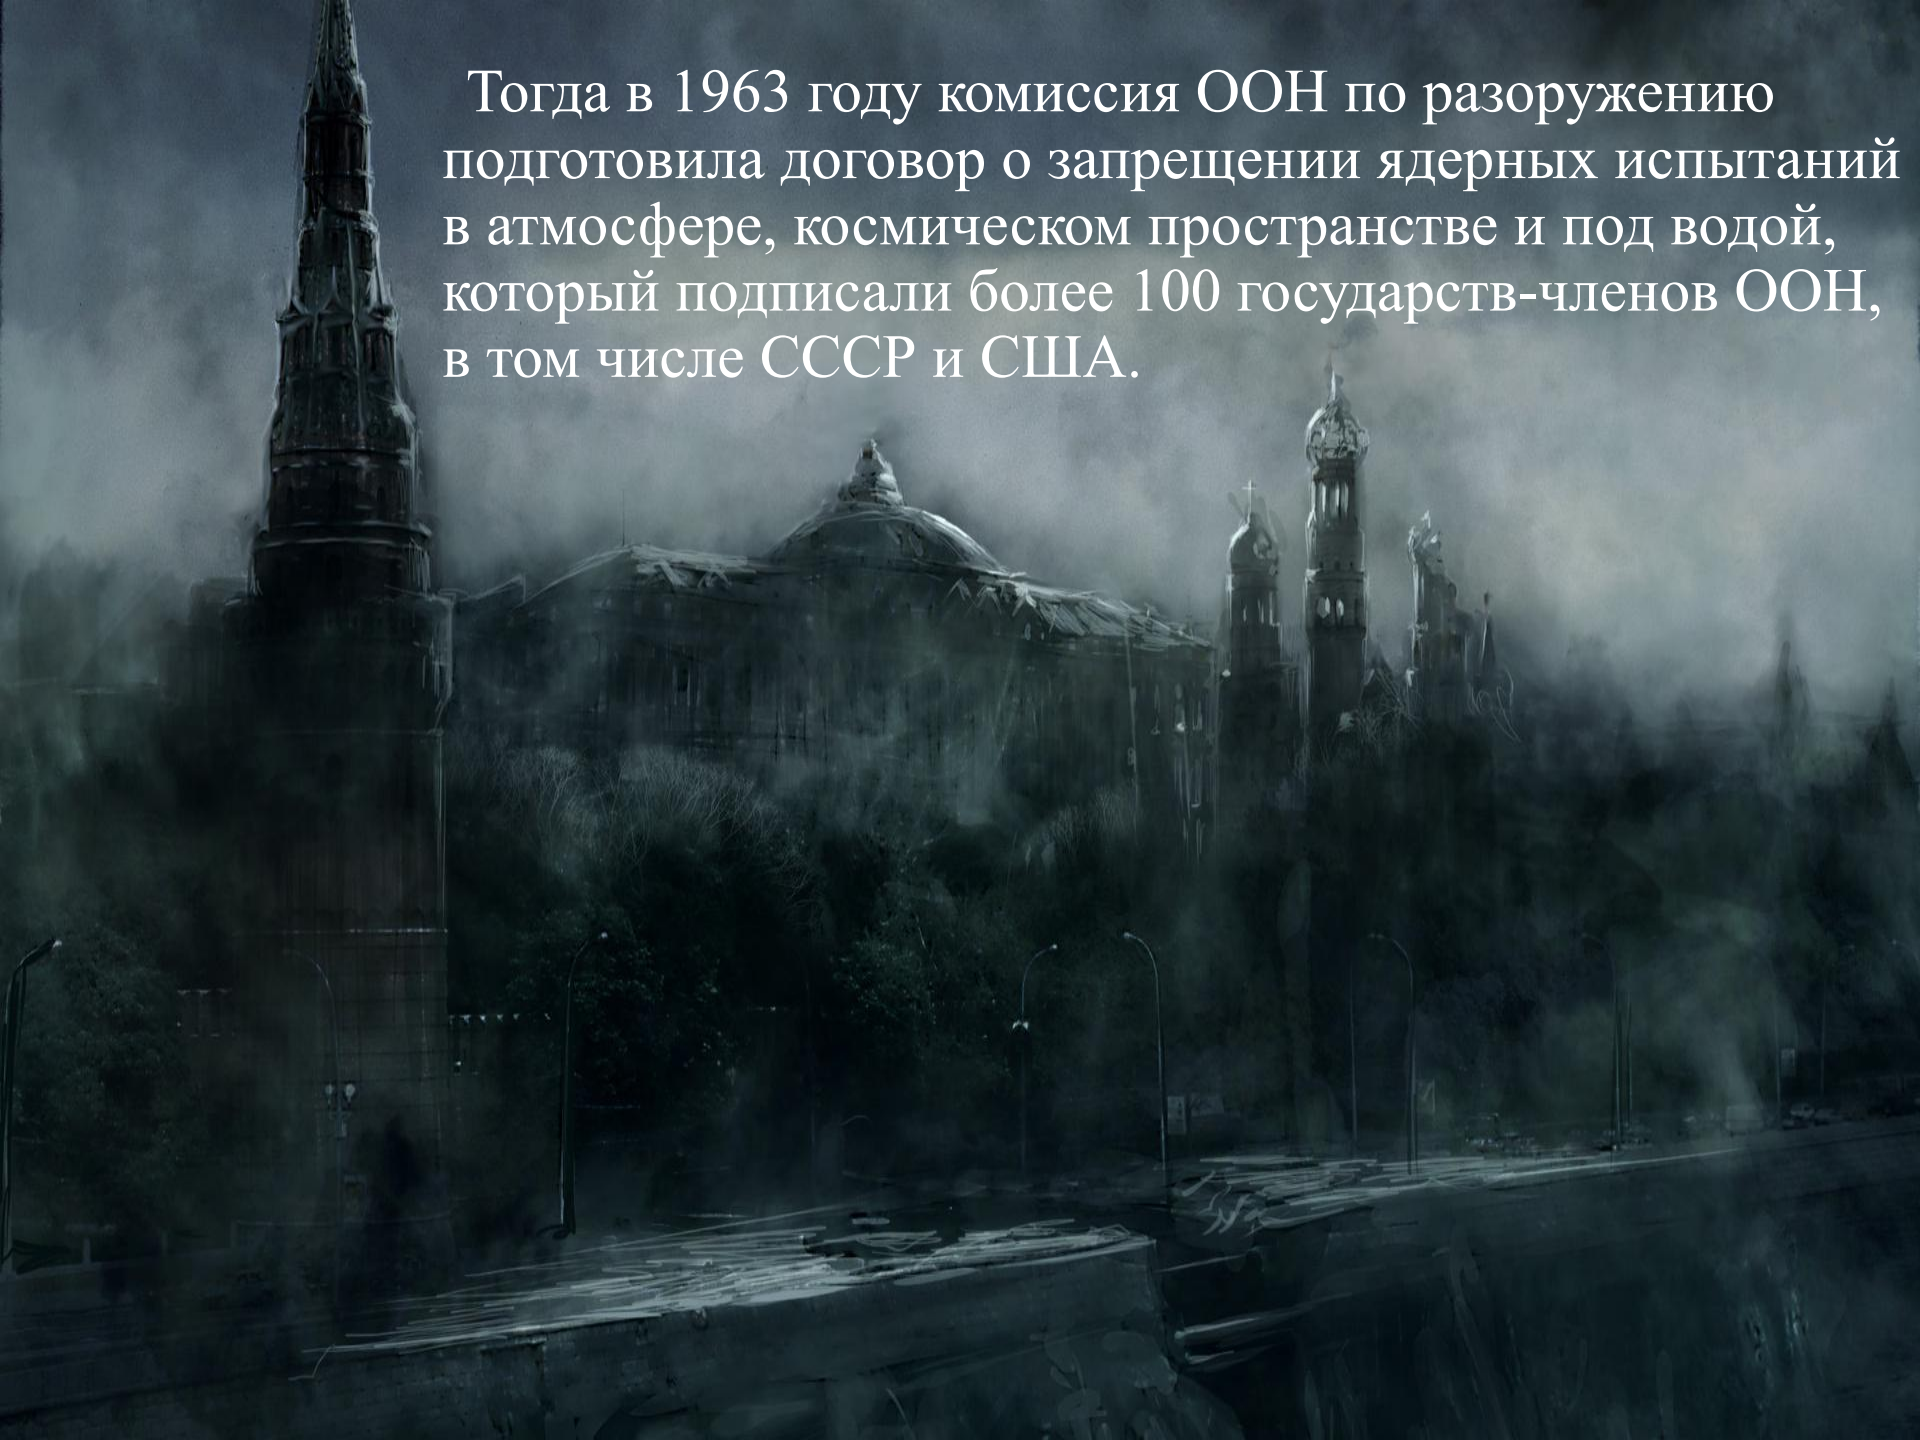 Тогда в 1963 году комиссия ООН по разоружению
подготовила договор о запрещении ядерных испытаний
в атмосфере, космическом пространстве и под водой,
который подписали более 100 государств-членов ООН,
в том числе СССР и США.